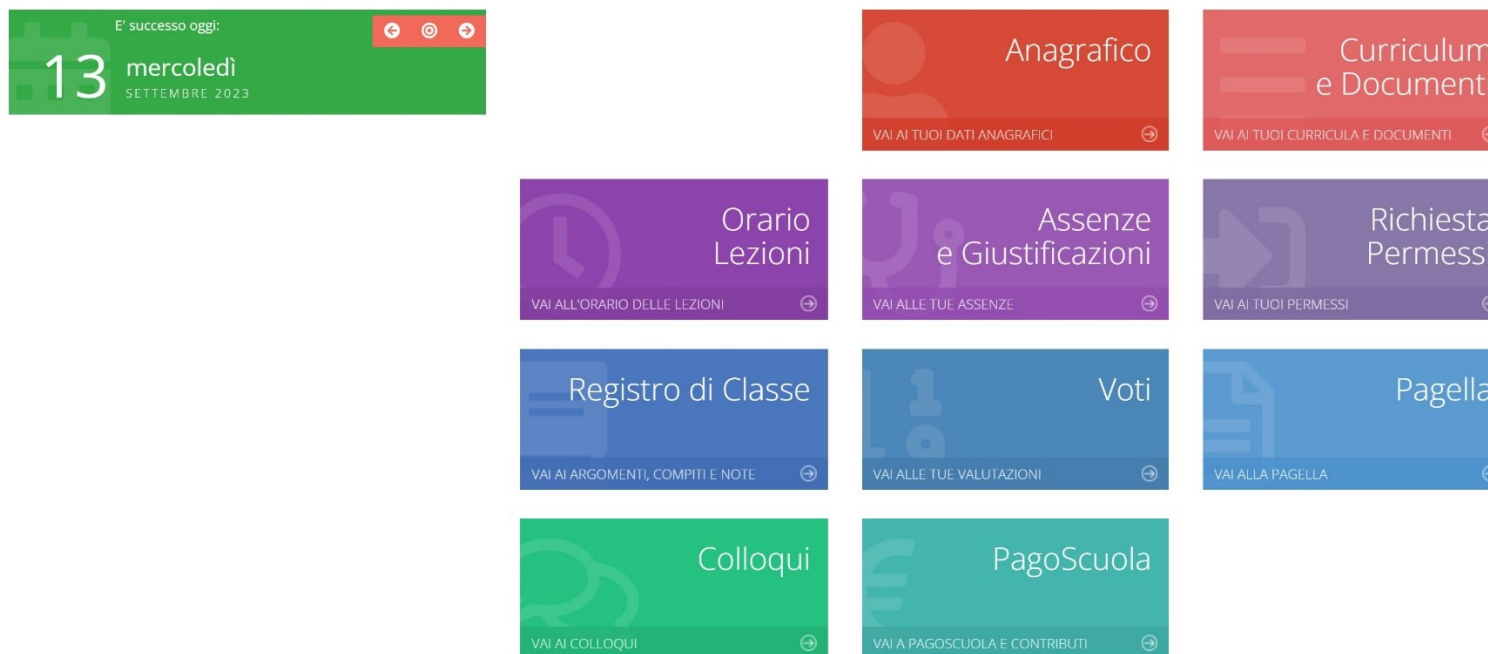 E' successo oggi:
13
mercoledì
SETTEMBRE 2023
Anagrafico
VAI AI TUOI DATI ANAGRAFICI
Curriculum
e Document
VAI AI TUOI CURRICULA E DOCUMENTI
Orario
Lezioni
VAI ALL'ORARIO DELLE LEZIONI
Assenze
e Giustificazioni
VAI ALLE TUE ASSENZE
Richiesta
Permess
VAI AI TUOI PERMESSI
Registro di Classe
VAI AI ARGOMENTI, COMPITI E NOTE
Voti
VAI ALLE TUE VALUTAZIONI
Pagella
VAI ALLA PAGELLA
Colloqui
VAI AI COLLOQUI
PagoScuola
VAI A PAGOSCUOLA E CONTRIBUTI